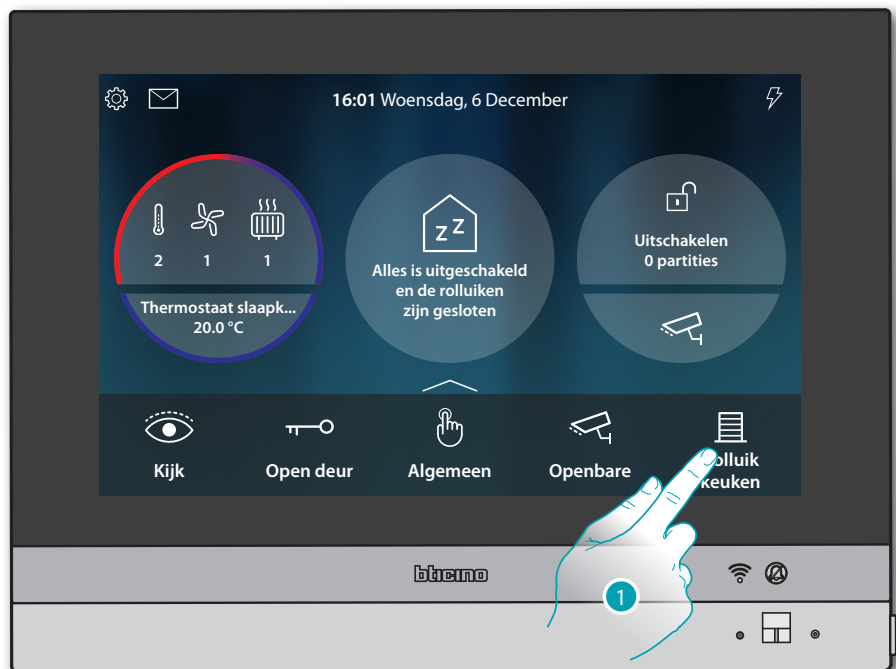 16:01 Woensdag, 6 December
2 1 1
Thermostaat slaapk...
20.0 °C
zZ
Alles is uitgeschakeld
en de rolluiken
zijn gesloten
Uitschakelen
0 partities
Kijk
Open deur
Algemeen
Openbare
olluik
keuken
bticino
1